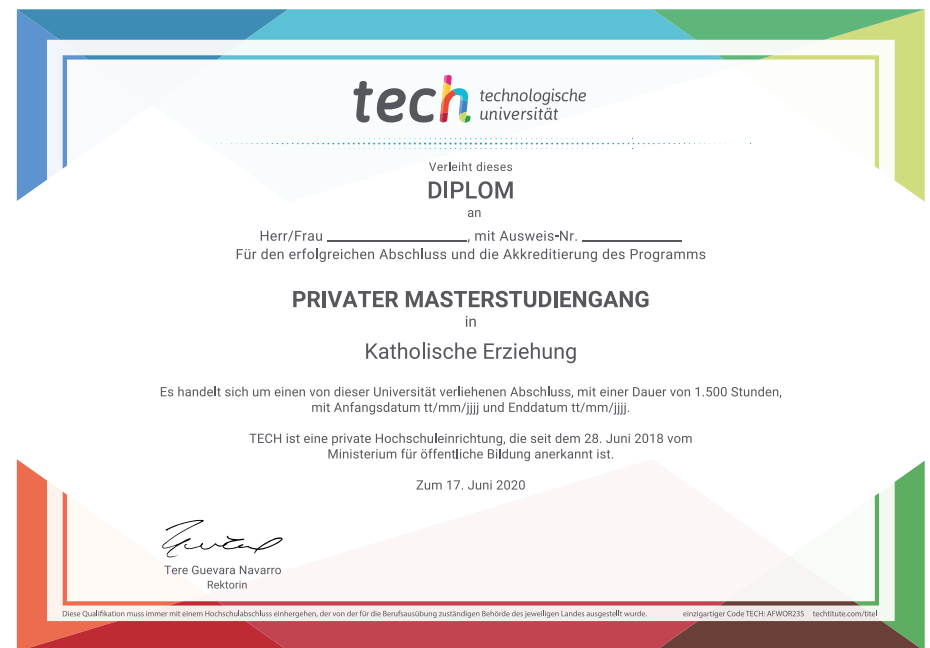 tech technologische
universität
Verleiht dieses
DIPLOM
an
Herr/Frau ____________________, mit Ausweis-Nr. ______________
Für den erfolgreichen Abschluss und die Akkreditierung des Programms
PRIVATER MASTERSTUDIENGANG
in
Katholische Erziehung
Es handelt sich um einen von dieser Universität verliehenen Abschluss, mit einer Dauer von 1.500 Stunden,
mit Anfangsdatum tt/mm/jjjj und Enddatum tt/mm/jjjj.
TECH ist eine private Hochschuleinrichtung, die seit dem 28. Juni 2018 vom
Ministerium für öffentliche Bildung anerkannt ist.
Zum 17. Juni 2020
Tere Guevara Navarro
Rektorin
Diese Qualifikation muss immer mit einem Hochschulabschluss einhergehen, der von der für die Berufsausübung zuständigen Behörde des jeweiligen Landes ausgestellt wurde. einzigartiger Code TECH: AFWOR23S techtitute.com/titel